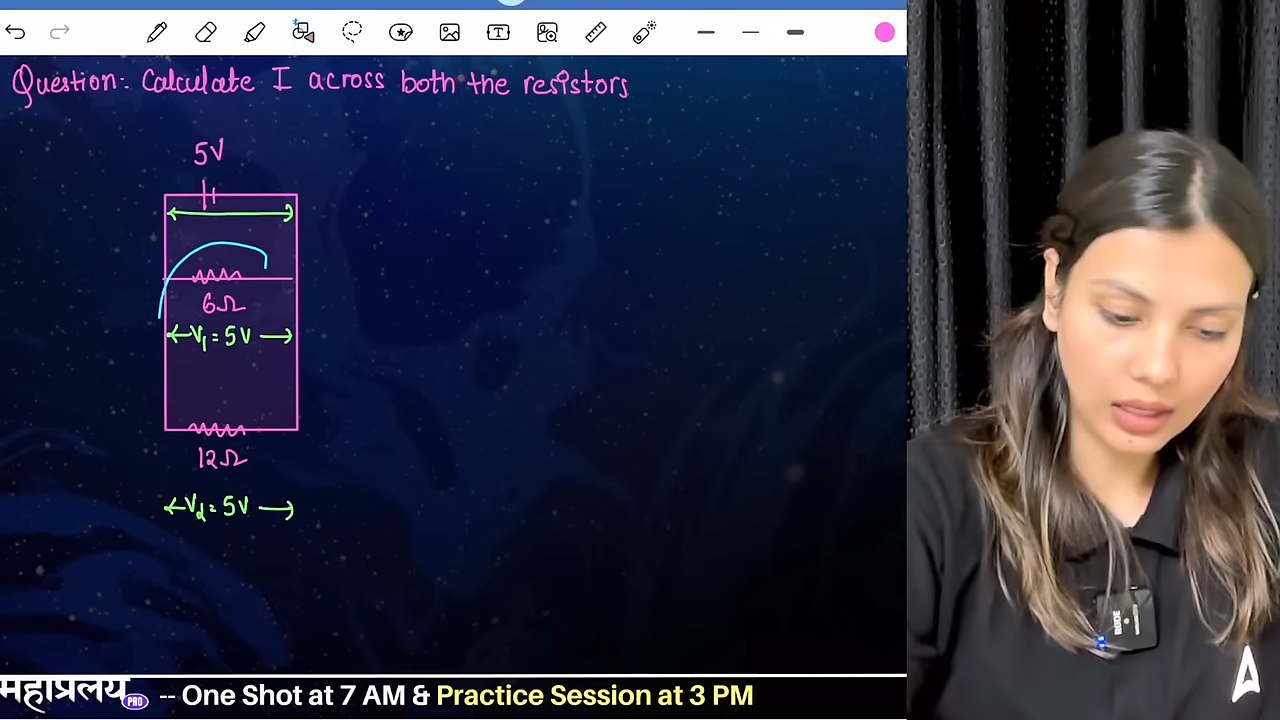 Question: Calculate I across both the resistors
5V
6Ω
V₁ = 5V
12Ω
V₂ = 5V
महाप्रलय PRO -- One Shot at 7 AM & Practice Session at 3 PM
RODE